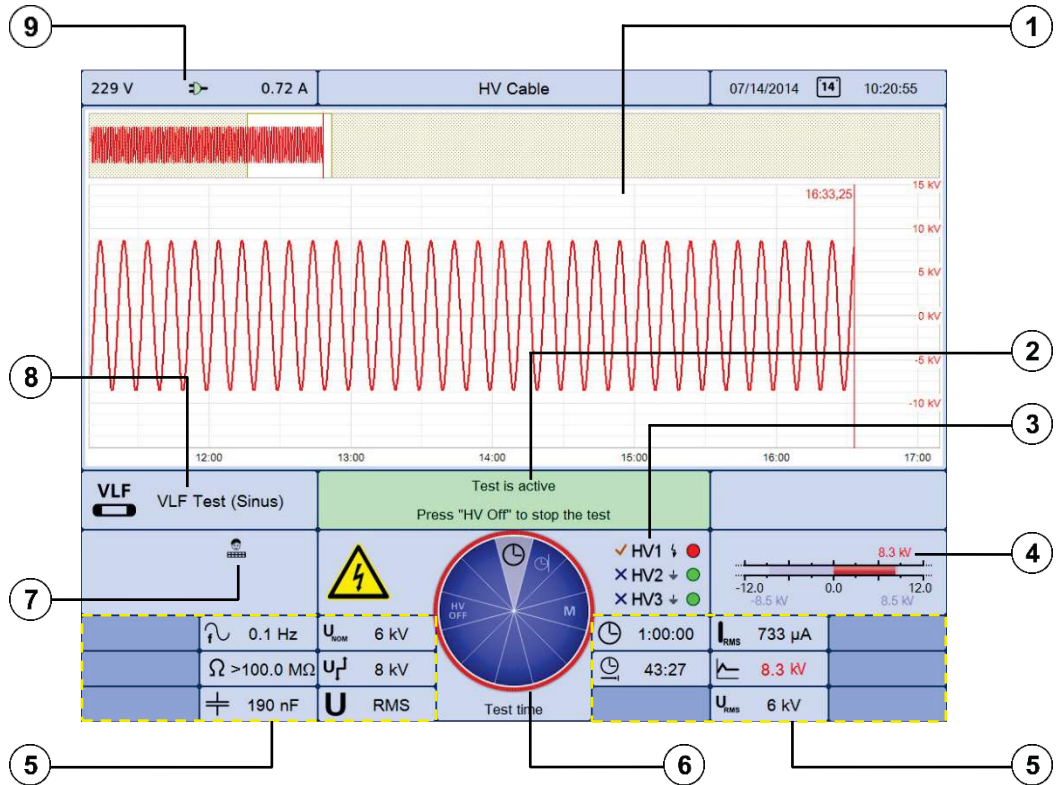 9
1
229 V 0.72 A HV Cable 07/14/2014 14 10:20:55
16:33,25
15 kV
10 kV
5 kV
0 kV
-5 kV
-10 kV
12:00 13:00 14:00 15:00 16:00 17:00
2
8
3
VLF
VLF Test (Sinus)
Test is active
Press "HV Off" to stop the test
HV1
HV2
HV3
8.3 kV
-12.0 0.0 12.0
-8.5 kV 8.5 kV
4
7
HV
OFF
M
f 0.1 Hz UNOM 6 kV 1:00:00 IRMS 733 µA
Ω >100.0 MΩ U 8 kV 43:27 8.3 kV
190 nF U RMS Test time URMS 6 kV
5
6
5